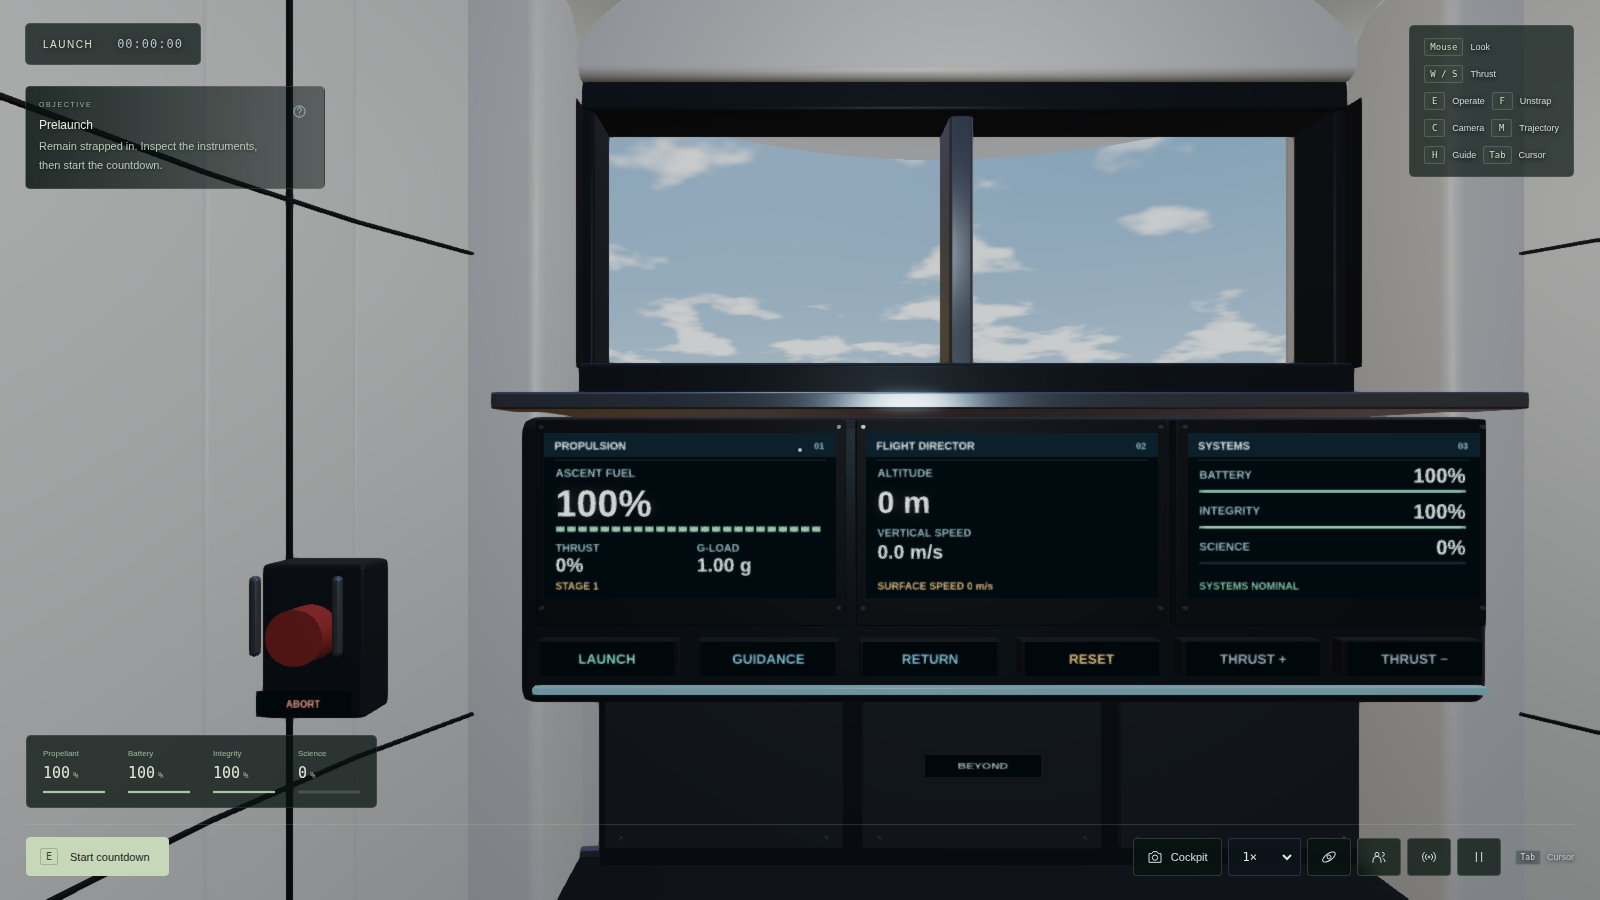 LAUNCH 00:00:00
OBJECTIVE
Prelaunch
Remain strapped in. Inspect the instruments,
then start the countdown.
Mouse Look
W / S Thrust
E Operate F Unstrap
C Camera M Trajectory
H Guide Tab Cursor
PROPULSION 01
ASCENT FUEL
100%
THRUST G-LOAD
0% 1.00 g
STAGE 1
FLIGHT DIRECTOR 02
ALTITUDE
0 m
VERTICAL SPEED
0.0 m/s
SURFACE SPEED 0 m/s
SYSTEMS 03
BATTERY 100%
INTEGRITY 100%
SCIENCE 0%
SYSTEMS NOMINAL
LAUNCH GUIDANCE RETURN RESET THRUST + THRUST −
ABORT
BEYOND
Propellant Battery Integrity Science
100 % 100 % 100 % 0 %
E Start countdown
Cockpit 1× Tab Cursor